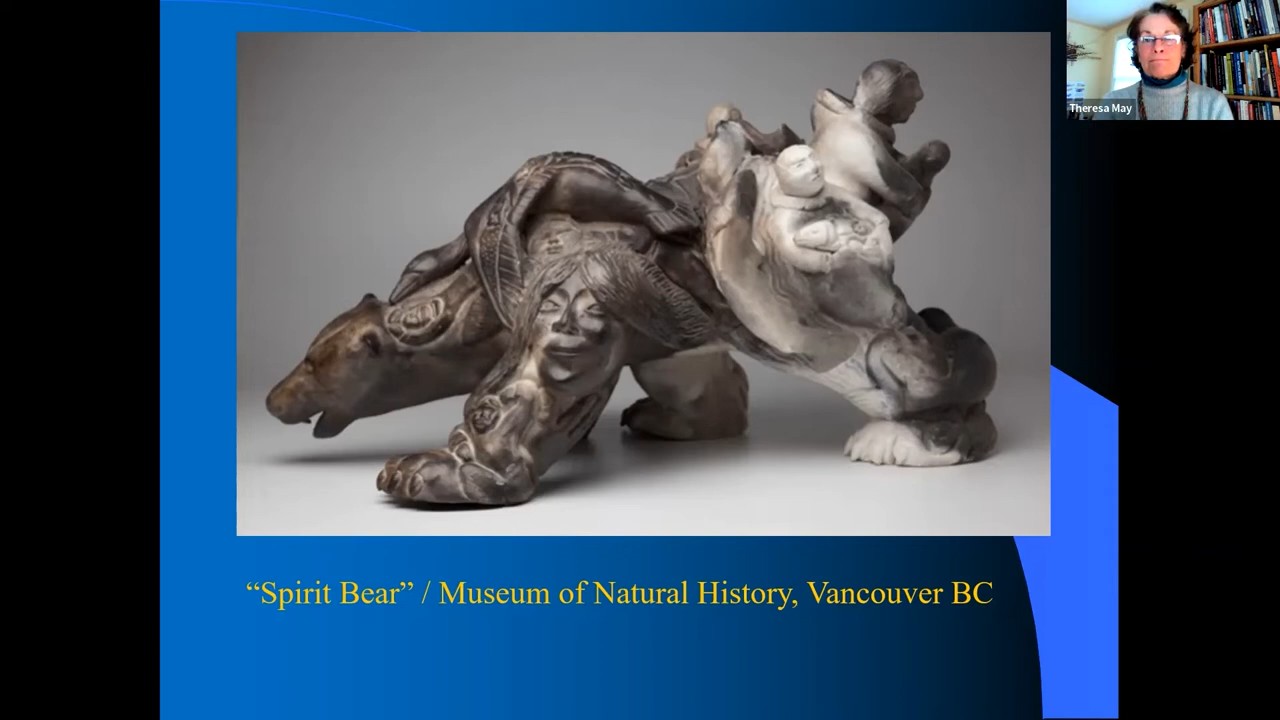 Theresa May
“Spirit Bear” / Museum of Natural History, Vancouver BC